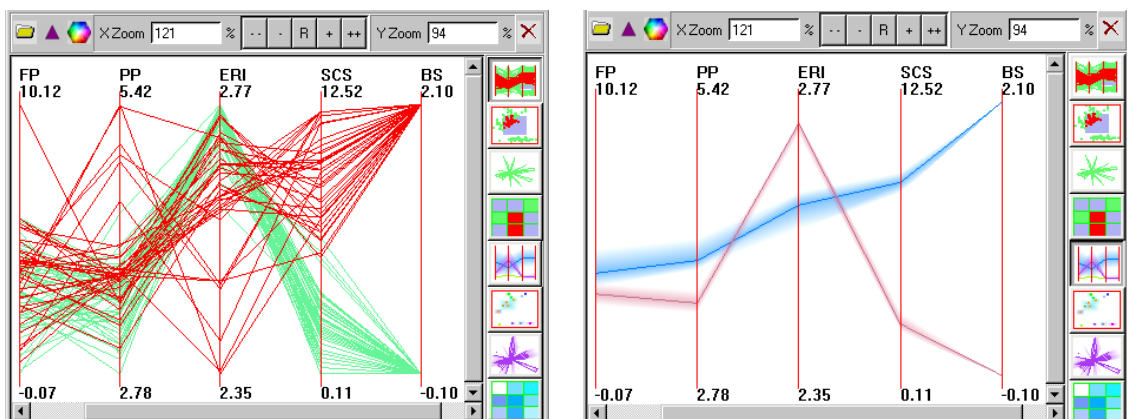 XZoom 121 % -- - R + ++ YZoom 94 %
FP PP ERI SCS BS
10.12 5.42 2.77 12.52 2.10
-0.07 2.78 2.35 0.11 -0.10
XZoom 121 % -- - R + ++ YZoom 94 %
FP PP ERI SCS BS
10.12 5.42 2.77 12.52 2.10
-0.07 2.78 2.35 0.11 -0.10